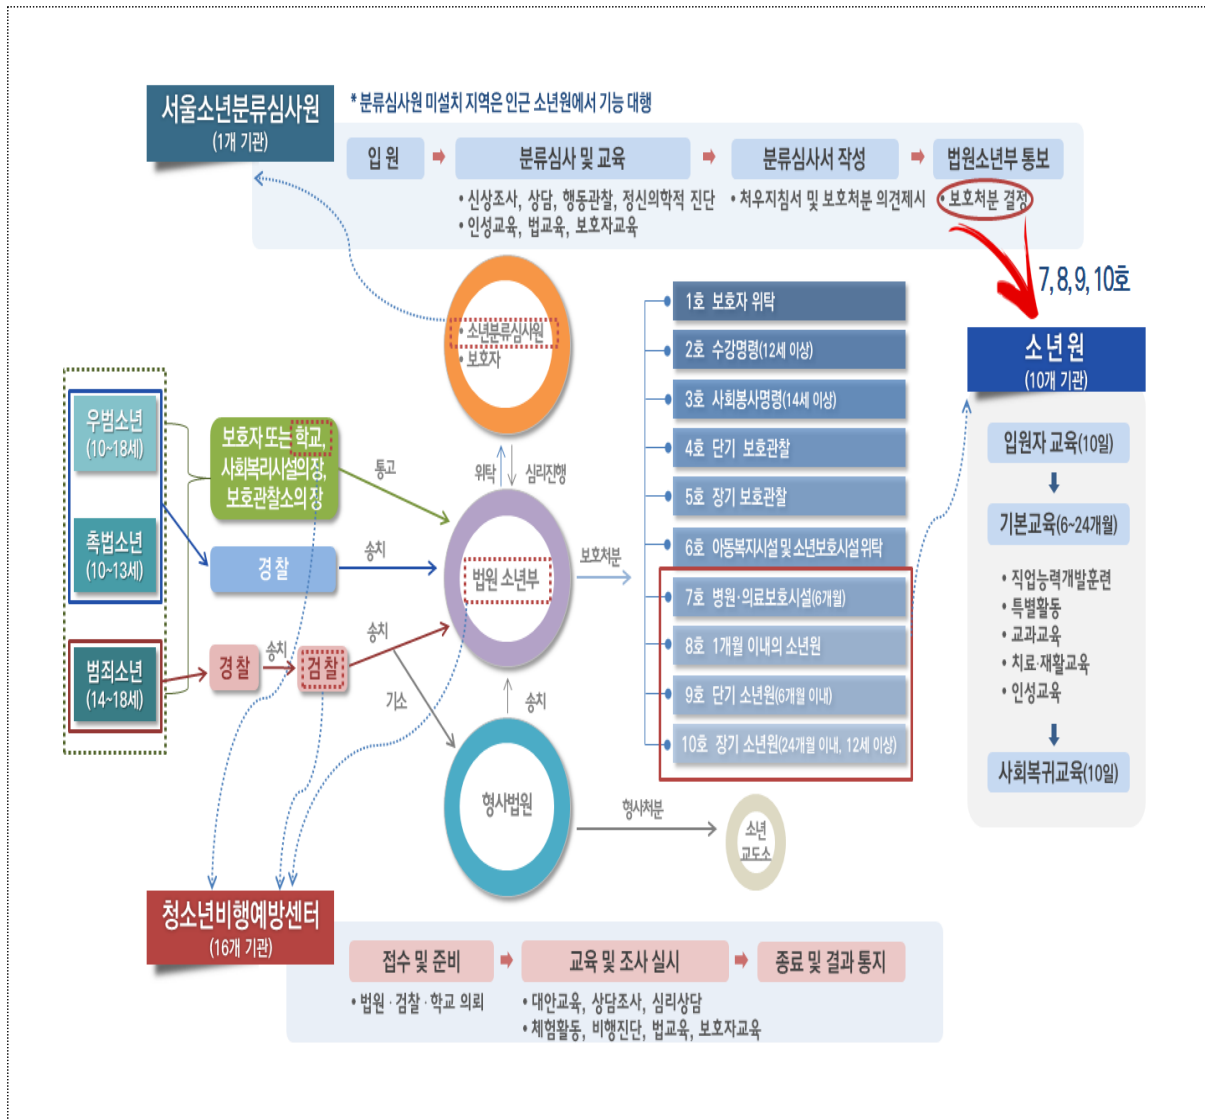 서울소년분류심사원
(1개 기관)
* 분류심사원 미설치 지역은 인근 소년원에서 기능 대행
입 원
분류심사 및 교육
• 신상조사, 상담, 행동관찰, 정신의학적 진단
• 인성교육, 법교육, 보호자교육
분류심사서 작성
• 처우지침서 및 보호처분 의견제시
법원소년부 통보
• 보호처분 결정
7, 8, 9, 10호
• 소년분류심사원
• 보호자
위탁
심리진행
우범소년
(10~18세)
촉법소년
(10~13세)
범죄소년
(14~18세)
보호자 또는 학교,
사회복리시설의 장,
보호관찰소의 장
통고
경찰
송치
경찰
송치
검찰
송치
기소
법원 소년부
보호처분
송치
형사법원
형사처분
소년
교도소
1호 보호자 위탁
2호 수강명령(12세 이상)
3호 사회봉사명령(14세 이상)
4호 단기 보호관찰
5호 장기 보호관찰
6호 아동복지시설 및 소년보호시설 위탁
7호 병원·의료보호시설(6개월)
8호 1개월 이내의 소년원
9호 단기 소년원(6개월 이내)
10호 장기 소년원(24개월 이내, 12세 이상)
소 년 원
(10개 기관)
입원자 교육(10일)
기본교육(6~24개월)
• 직업능력개발훈련
• 특별활동
• 교과교육
• 치료·재활교육
• 인성교육
사회복귀교육(10일)
청소년비행예방센터
(16개 기관)
접수 및 준비
• 법원·검찰·학교 의뢰
교육 및 조사 실시
• 대안교육, 상담조사, 심리상담
• 체험활동, 비행진단, 법교육, 보호자교육
종료 및 결과 통지